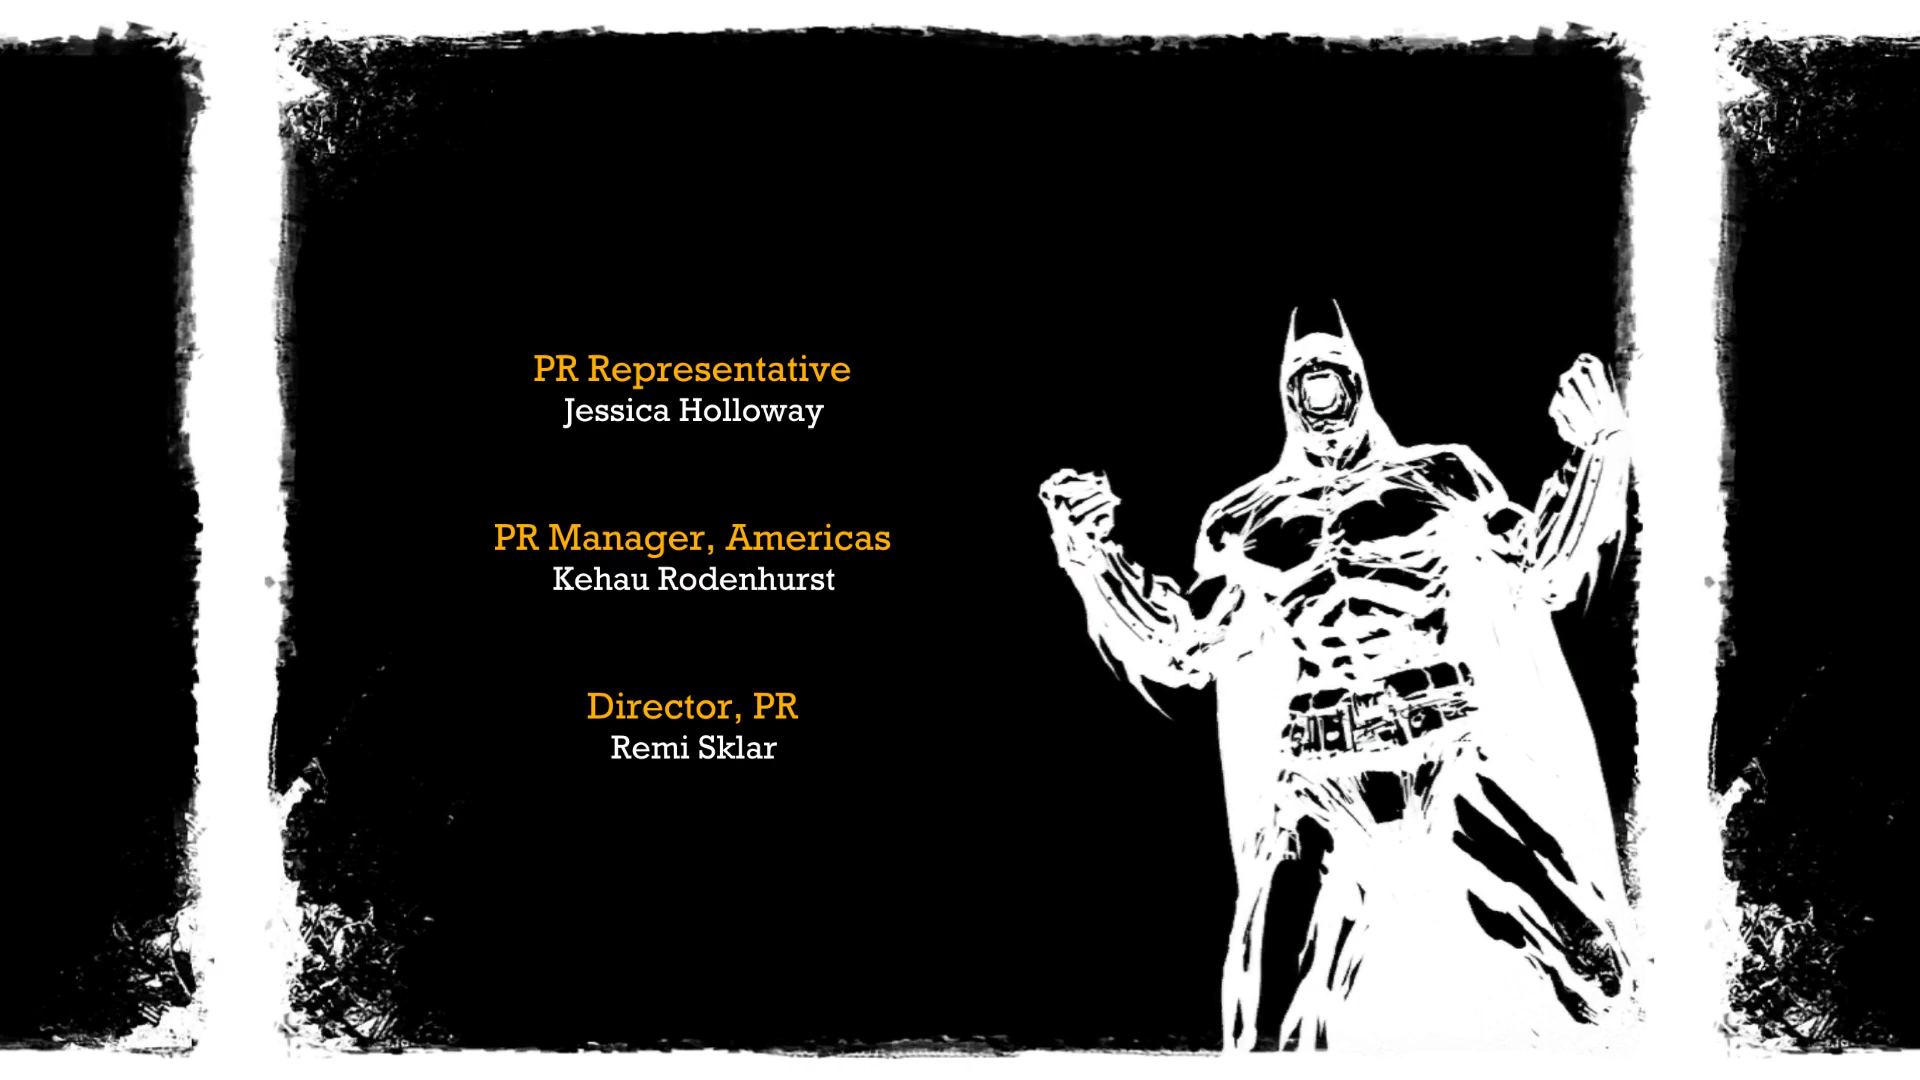 PR Representative
Jessica Holloway
PR Manager, Americas
Kehau Rodenhurst
Director, PR
Remi Sklar